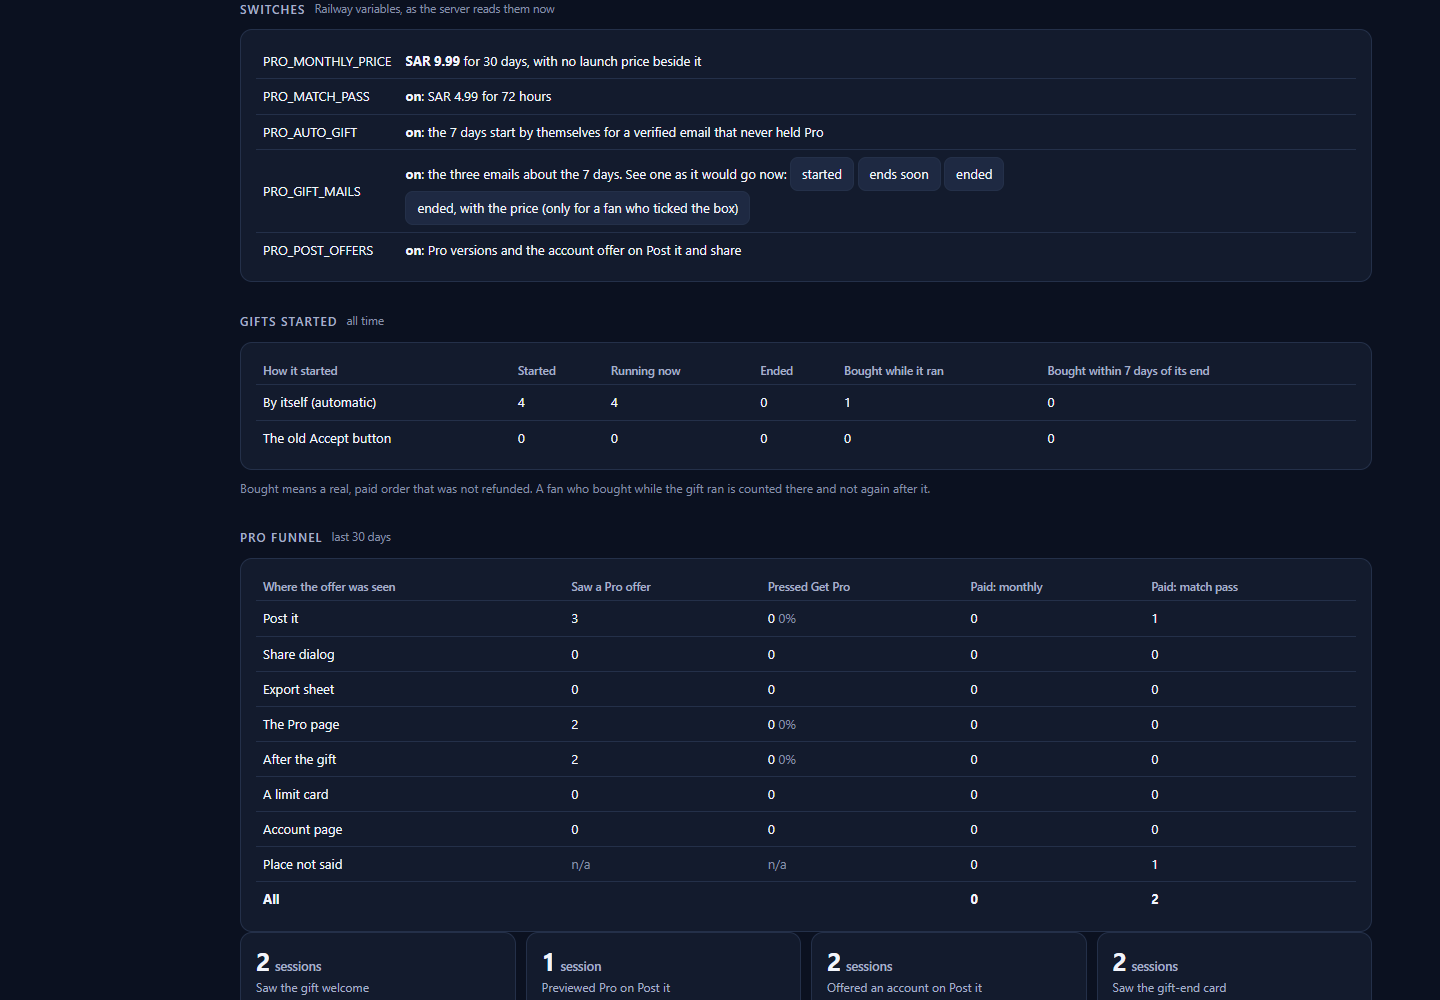 SWITCHES Railway variables, as the server reads them now
PRO_MONTHLY_PRICE SAR 9.99 for 30 days, with no launch price beside it
PRO_MATCH_PASS on: SAR 4.99 for 72 hours
PRO_AUTO_GIFT on: the 7 days start by themselves for a verified email that never held Pro
PRO_GIFT_MAILS on: the three emails about the 7 days. See one as it would go now: started ends soon ended
ended, with the price (only for a fan who ticked the box)
PRO_POST_OFFERS on: Pro versions and the account offer on Post it and share
GIFTS STARTED all time
How it started Started Running now Ended Bought while it ran Bought within 7 days of its end
By itself (automatic) 4 4 0 1 0
The old Accept button 0 0 0 0 0
Bought means a real, paid order that was not refunded. A fan who bought while the gift ran is counted there and not again after it.
PRO FUNNEL last 30 days
Where the offer was seen Saw a Pro offer Pressed Get Pro Paid: monthly Paid: match pass
Post it 3 0 0% 0 1
Share dialog 0 0 0 0
Export sheet 0 0 0 0
The Pro page 2 0 0% 0 0
After the gift 2 0 0% 0 0
A limit card 0 0 0 0
Account page 0 0 0 0
Place not said n/a n/a 0 1
All 0 2
2 sessions 1 session 2 sessions 2 sessions
Saw the gift welcome Previewed Pro on Post it Offered an account on Post it Saw the gift-end card